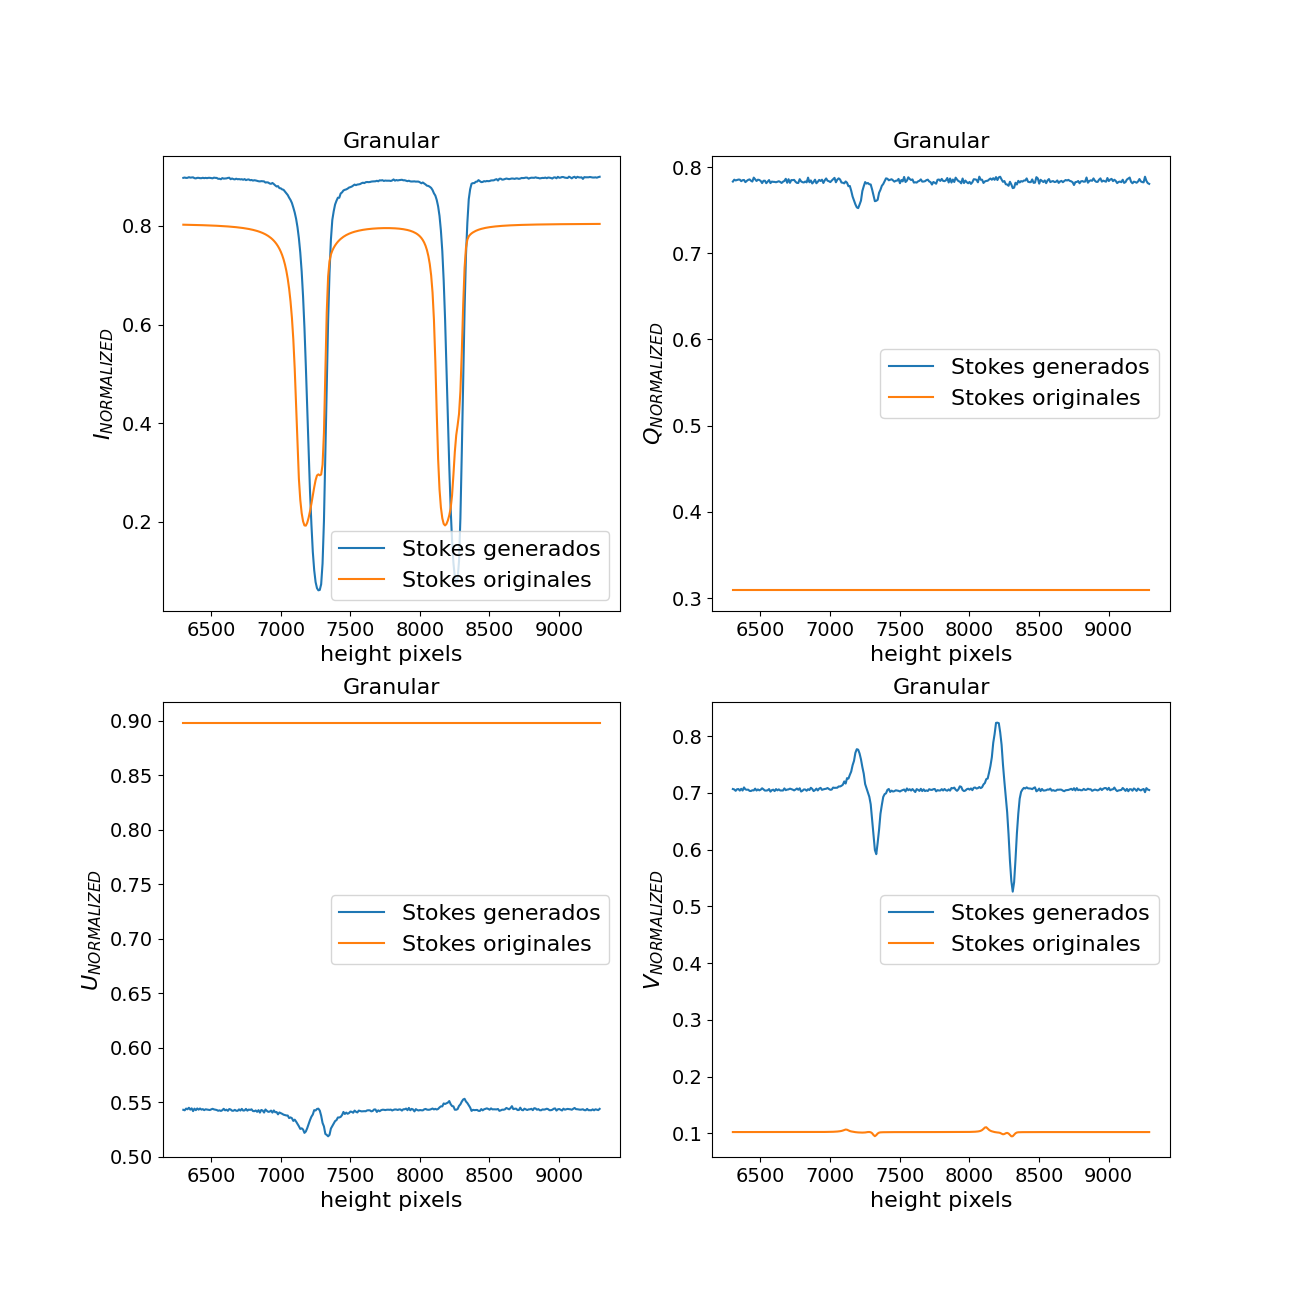 Granular
0.8
0.6
0.4
0.2
I_NORMALIZED
Stokes generados
Stokes originales
6500 7000 7500 8000 8500 9000
height pixels
Granular
0.8
0.7
0.6
0.5
0.4
0.3
Q_NORMALIZED
Stokes generados
Stokes originales
6500 7000 7500 8000 8500 9000
height pixels
Granular
0.90
0.85
0.80
0.75
0.70
0.65
0.60
0.55
0.50
U_NORMALIZED
Stokes generados
Stokes originales
6500 7000 7500 8000 8500 9000
height pixels
Granular
0.8
0.7
0.6
0.5
0.4
0.3
0.2
0.1
V_NORMALIZED
Stokes generados
Stokes originales
6500 7000 7500 8000 8500 9000
height pixels